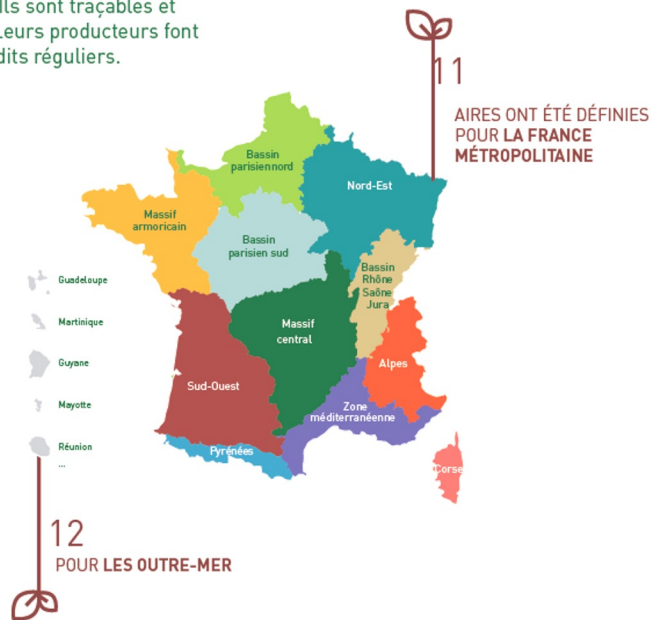 Ils sont traçables et
Leurs producteurs font
dits réguliers.
11
AIRES ONT ÉTÉ DÉFINIES
POUR LA FRANCE
MÉTROPOLITAINE
Bassin
parisien nord
Nord-Est
Massif
armoricain
Bassin
parisien sud
Bassin
Rhône
Saône
Jura
Guadeloupe
Martinique
Massif
central
Guyane
Alpes
Sud-Ouest
Mayotte
Zone
méditerranéenne
Réunion
...
Pyrénées
Corse
12
POUR LES OUTRE-MER